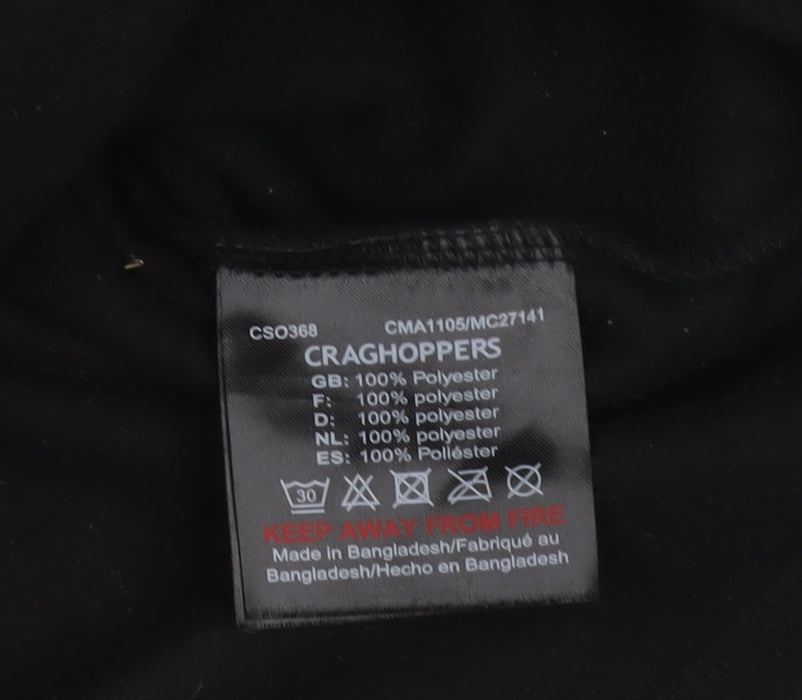 CSO368 CMA1105/MC27141
CRAGHOPPERS
GB: 100% Polyester
F: 100% polyester
D: 100% polyester
NL: 100% polyester
ES: 100% Poliéster
30
KEEP AWAY FROM FIRE
Made in Bangladesh/Fabriqué au
Bangladesh/Hecho en Bangladesh